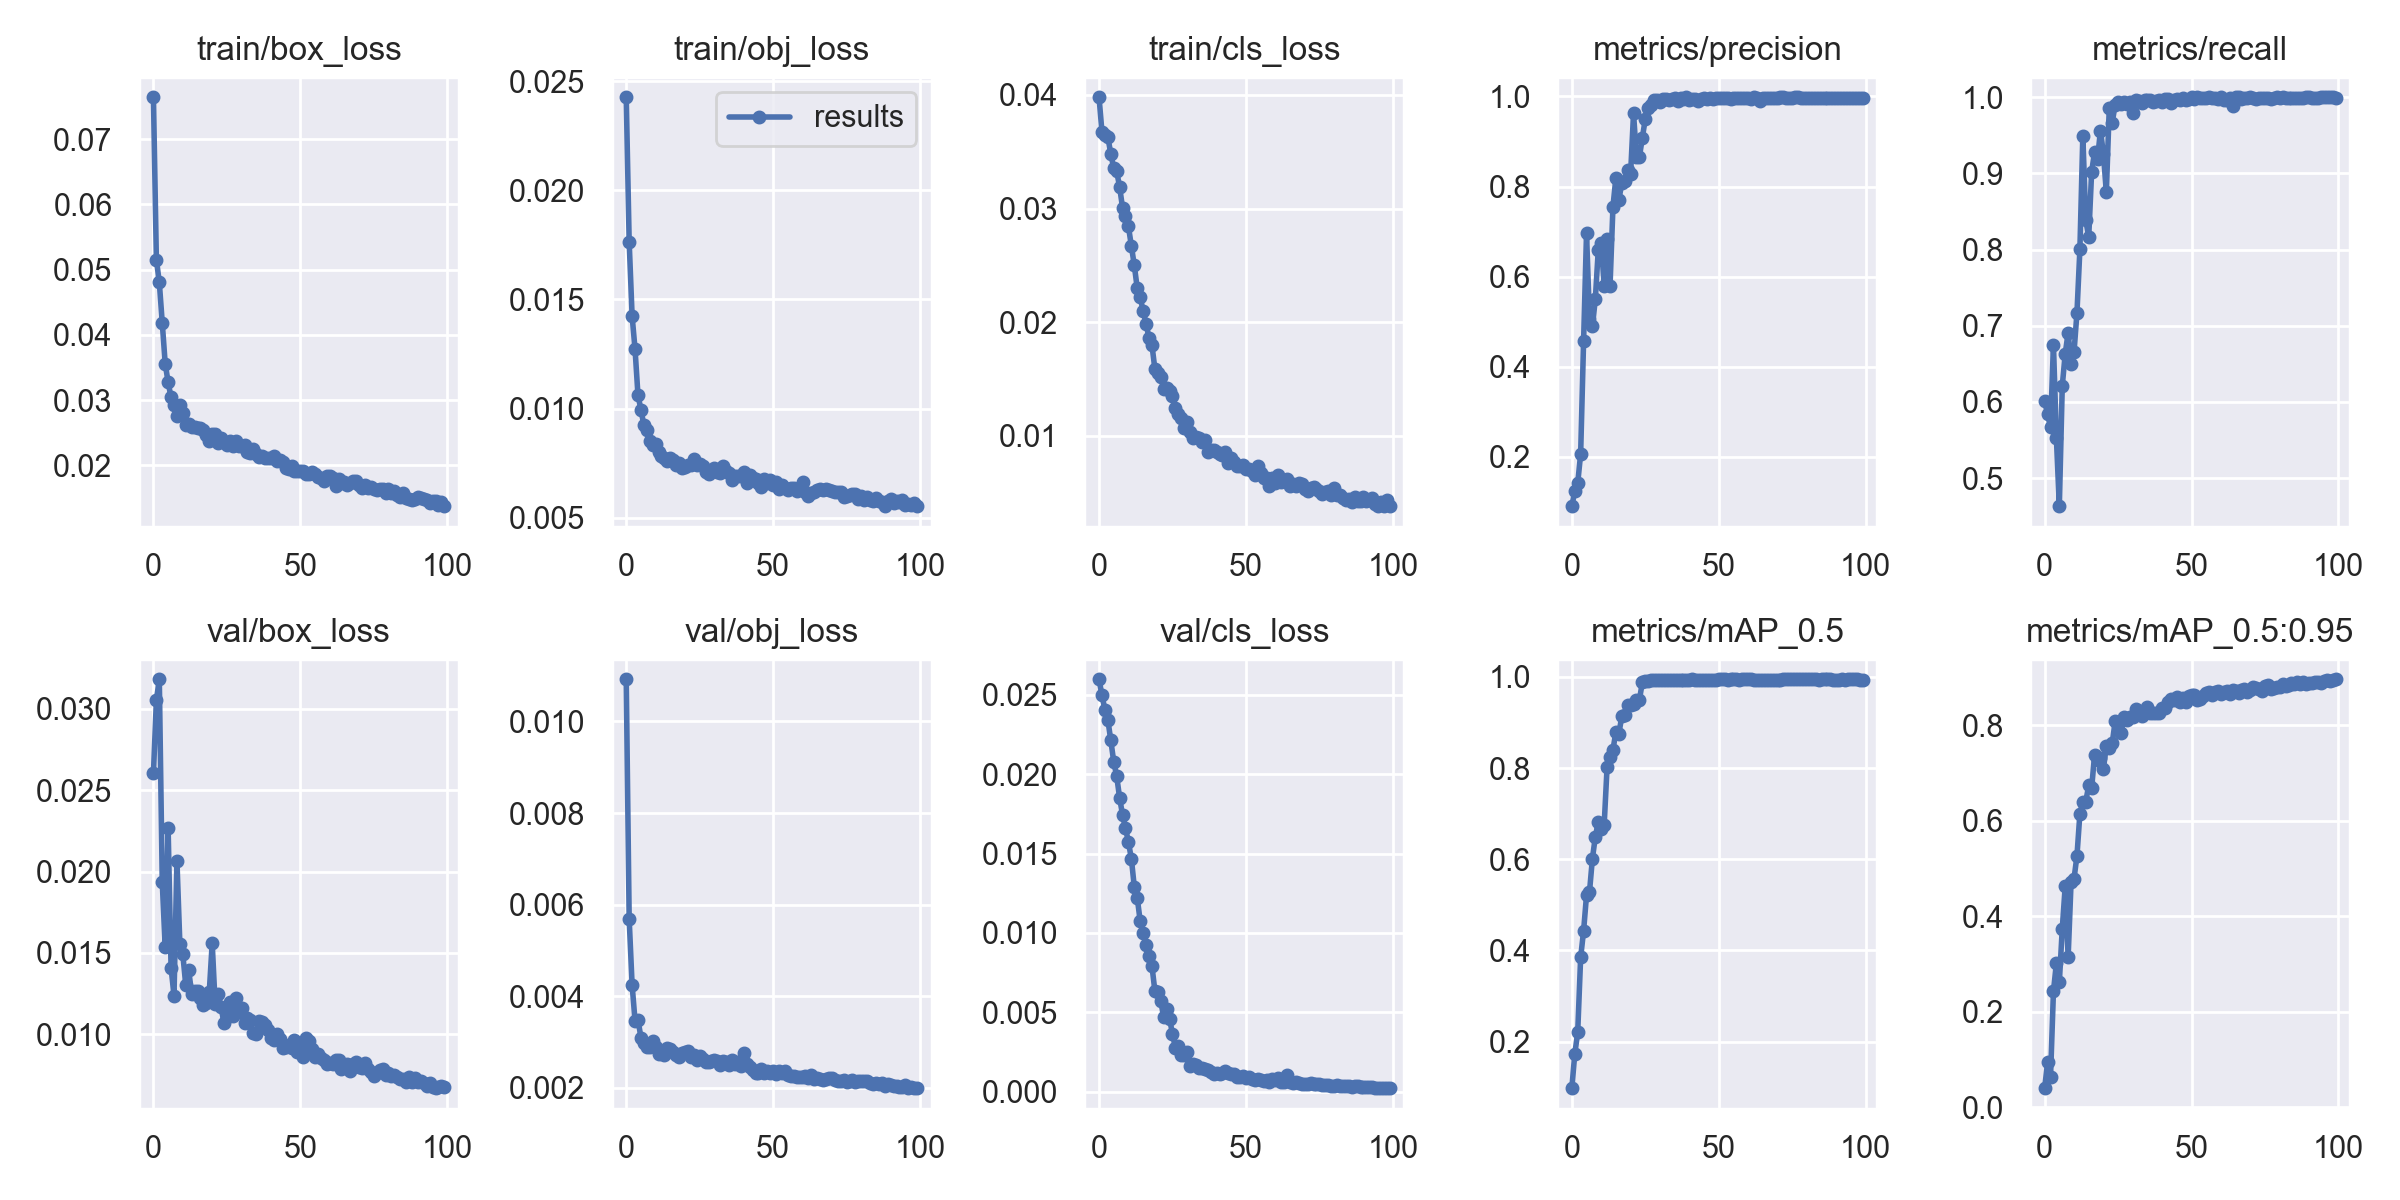 train/box_loss
0.07
0.06
0.05
0.04
0.03
0.02
0 50 100
train/obj_loss
results
0.025
0.020
0.015
0.010
0.005
0 50 100
train/cls_loss
0.04
0.03
0.02
0.01
0 50 100
metrics/precision
1.0
0.8
0.6
0.4
0.2
0 50 100
metrics/recall
1.0
0.9
0.8
0.7
0.6
0.5
0 50 100
val/box_loss
0.030
0.025
0.020
0.015
0.010
0 50 100
val/obj_loss
0.010
0.008
0.006
0.004
0.002
0 50 100
val/cls_loss
0.025
0.020
0.015
0.010
0.005
0.000
0 50 100
metrics/mAP_0.5
1.0
0.8
0.6
0.4
0.2
0 50 100
metrics/mAP_0.5:0.95
0.8
0.6
0.4
0.2
0.0
0 50 100